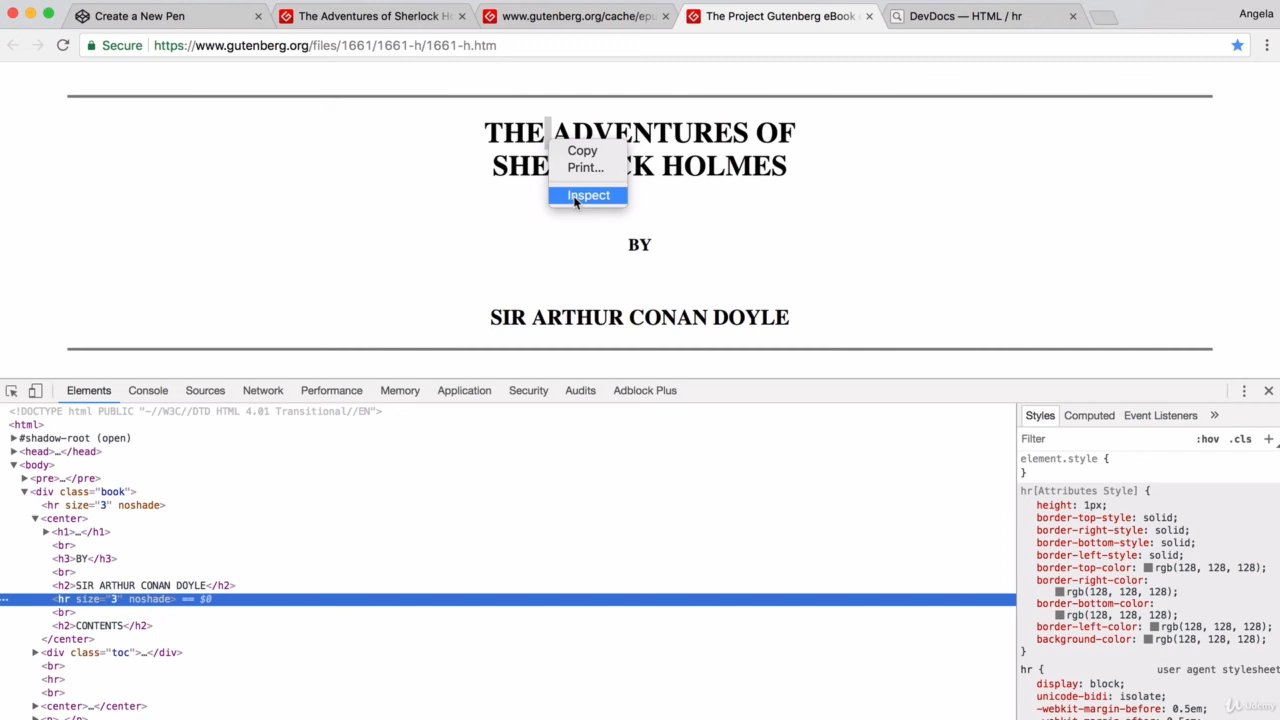 Create a New Pen
The Adventures of Sherlock Ho
www.gutenberg.org/cache/epu
The Project Gutenberg eBook
DevDocs — HTML / hr
Angela
Secure
https://www.gutenberg.org/files/1661/1661-h/1661-h.htm
THE ADVENTURES OF
SHE CK HOLMES
Copy
Print...
Inspect
BY
SIR ARTHUR CONAN DOYLE
Elements Console Sources Network Performance Memory Application Security Audits Adblock Plus
<!DOCTYPE html PUBLIC "-//W3C//DTD HTML 4.01 Transitional//EN">
<html>
#shadow-root (open)
<head>…</head>
<body>
<pre>…</pre>
<div class="book">
<hr size="3" noshade>
<center>
<h1>…</h1>
<br>
<h3>BY</h3>
<br>
<h2>SIR ARTHUR CONAN DOYLE</h2>
<hr size="3" noshade> == $0
<br>
<h2>CONTENTS</h2>
</center>
<div class="toc">…</div>
<br>
<hr>
<br>
<center>…</center>
<p>…</p>
Styles Computed Event Listeners »
Filter :hov .cls +
element.style {
}
hr[Attributes Style] {
height: 1px;
border-top-style: solid;
border-right-style: solid;
border-bottom-style: solid;
border-left-style: solid;
border-top-color: rgb(128, 128, 128);
border-right-color:
rgb(128, 128, 128);
border-bottom-color:
rgb(128, 128, 128);
border-left-color: rgb(128, 128, 128);
background-color: rgb(128, 128, 128);
}
hr { user agent stylesheet
display: block;
unicode-bidi: isolate;
-webkit-margin-before: 0.5em;
Udemy